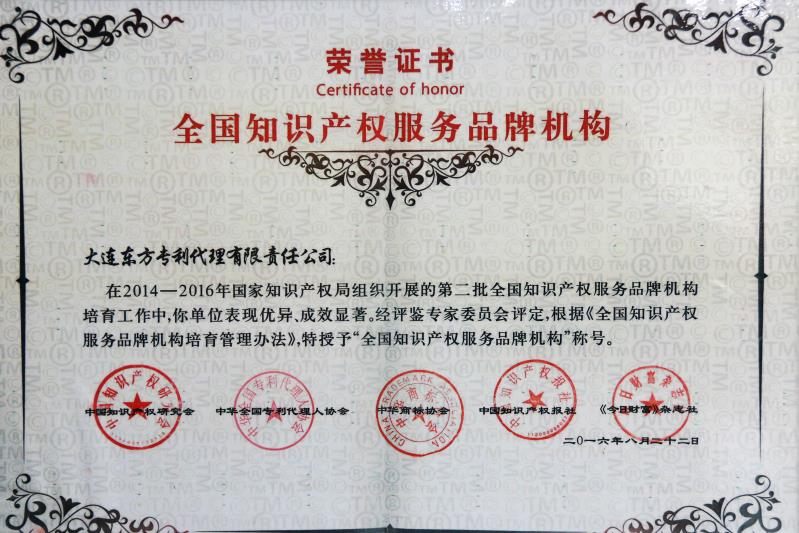 荣誉证书
Certificate of honor
全国知识产权服务品牌机构
大连东方专利代理有限责任公司:
在2014—2016年国家知识产权局组织开展的第二批全国知识产权服务品牌机构
培育工作中,你单位表现优异、成效显著。经评鉴专家委员会评定,根据《全国知识产权
服务品牌机构培育管理办法》,特授予“全国知识产权服务品牌机构”称号。
中国知识产权研究会
中华全国专利代理人协会
中华商标协会
中国知识产权报社
《今日财富》杂志社
二〇一六年八月二十二日